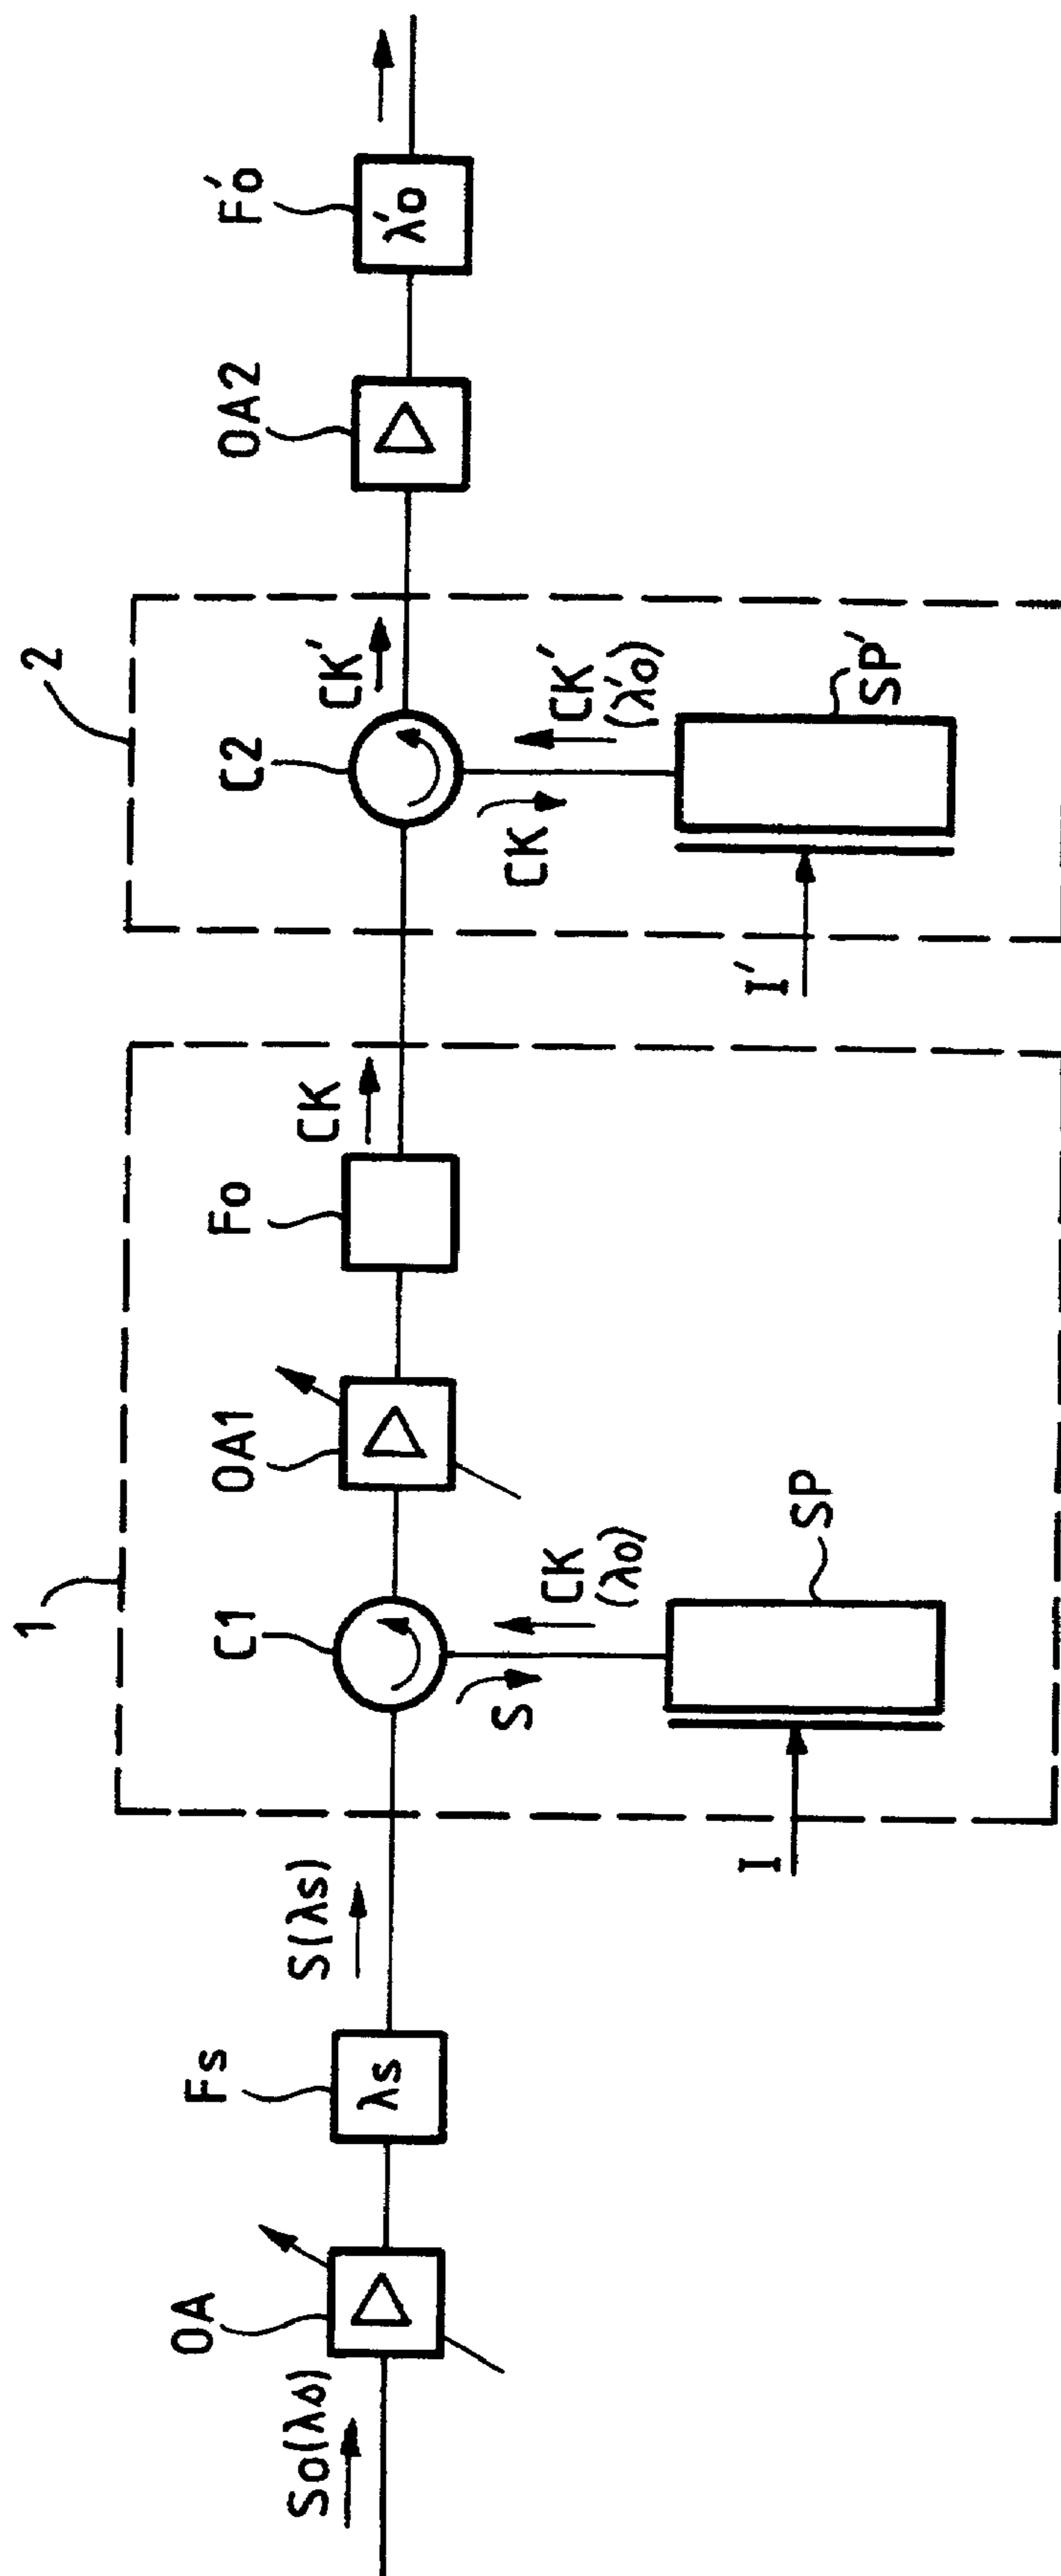 So(λs)
OA
Fs
λs
S(λs)
1
C1
S
CK
(λo)
SP
I
OA1
Fo
CK
2
C2
CK
CK'
CK'
(λ'o)
SP'
I'
OA2
F'o
λ'o